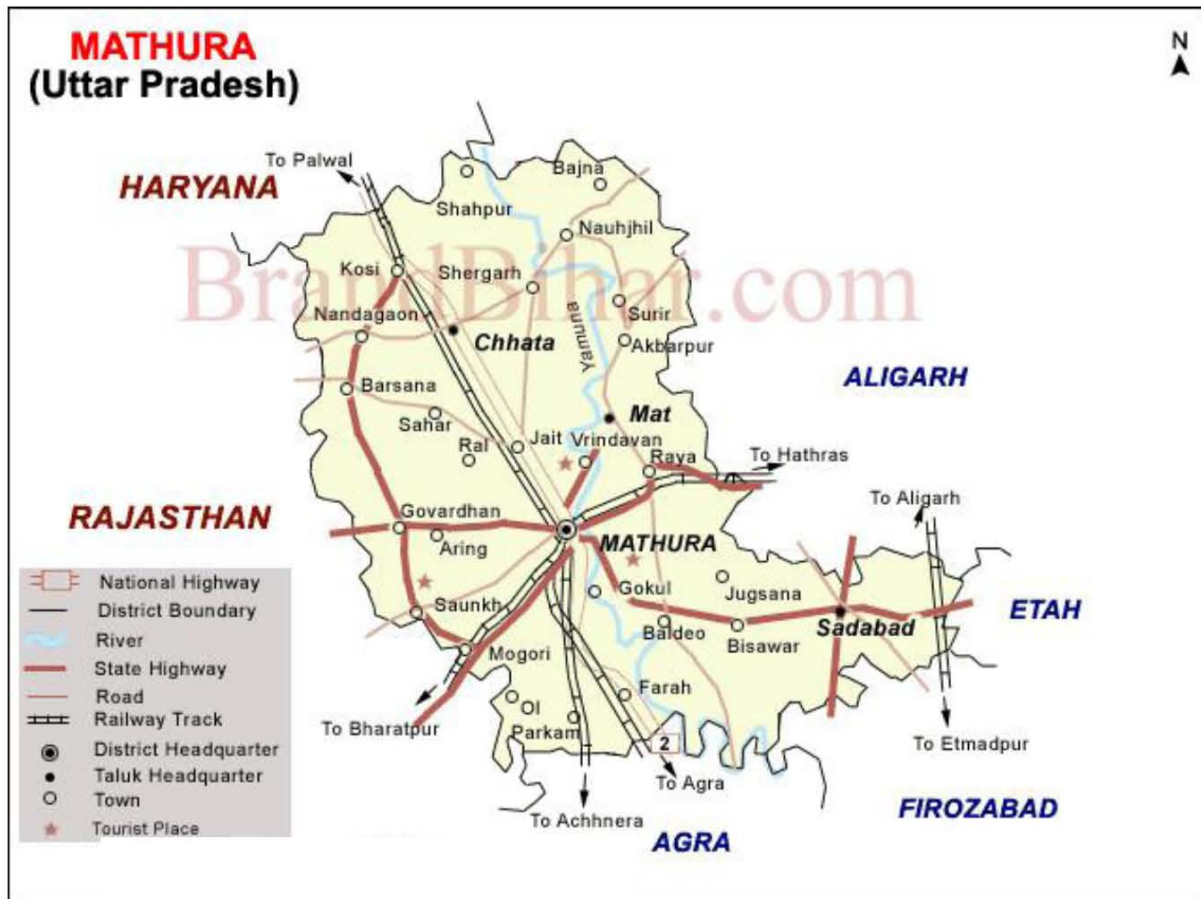 MATHURA
(Uttar Pradesh)
N
To Palwal
HARYANA
Bajna
Shahpur
Nauhjhil
BrandBihar.com
Kosi
Shergarh
Nandagaon
Surir
Yamuna
Chhata
Akbarpur
ALIGARH
Barsana
Mat
Sahar
Ral
Jait
Vrindavan
Raya
To Hathras
To Aligarh
RAJASTHAN
Govardhan
Aring
MATHURA
Gokul
Jugsana
ETAH
Saunkh
Baldeo
Bisawar
Sadabad
Mogori
Farah
Ol
Parkam
To Bharatpur
2
To Etmadpur
To Agra
To Achhnera
AGRA
FIROZABAD
National Highway
District Boundary
River
State Highway
Road
Railway Track
District Headquarter
Taluk Headquarter
Town
Tourist Place